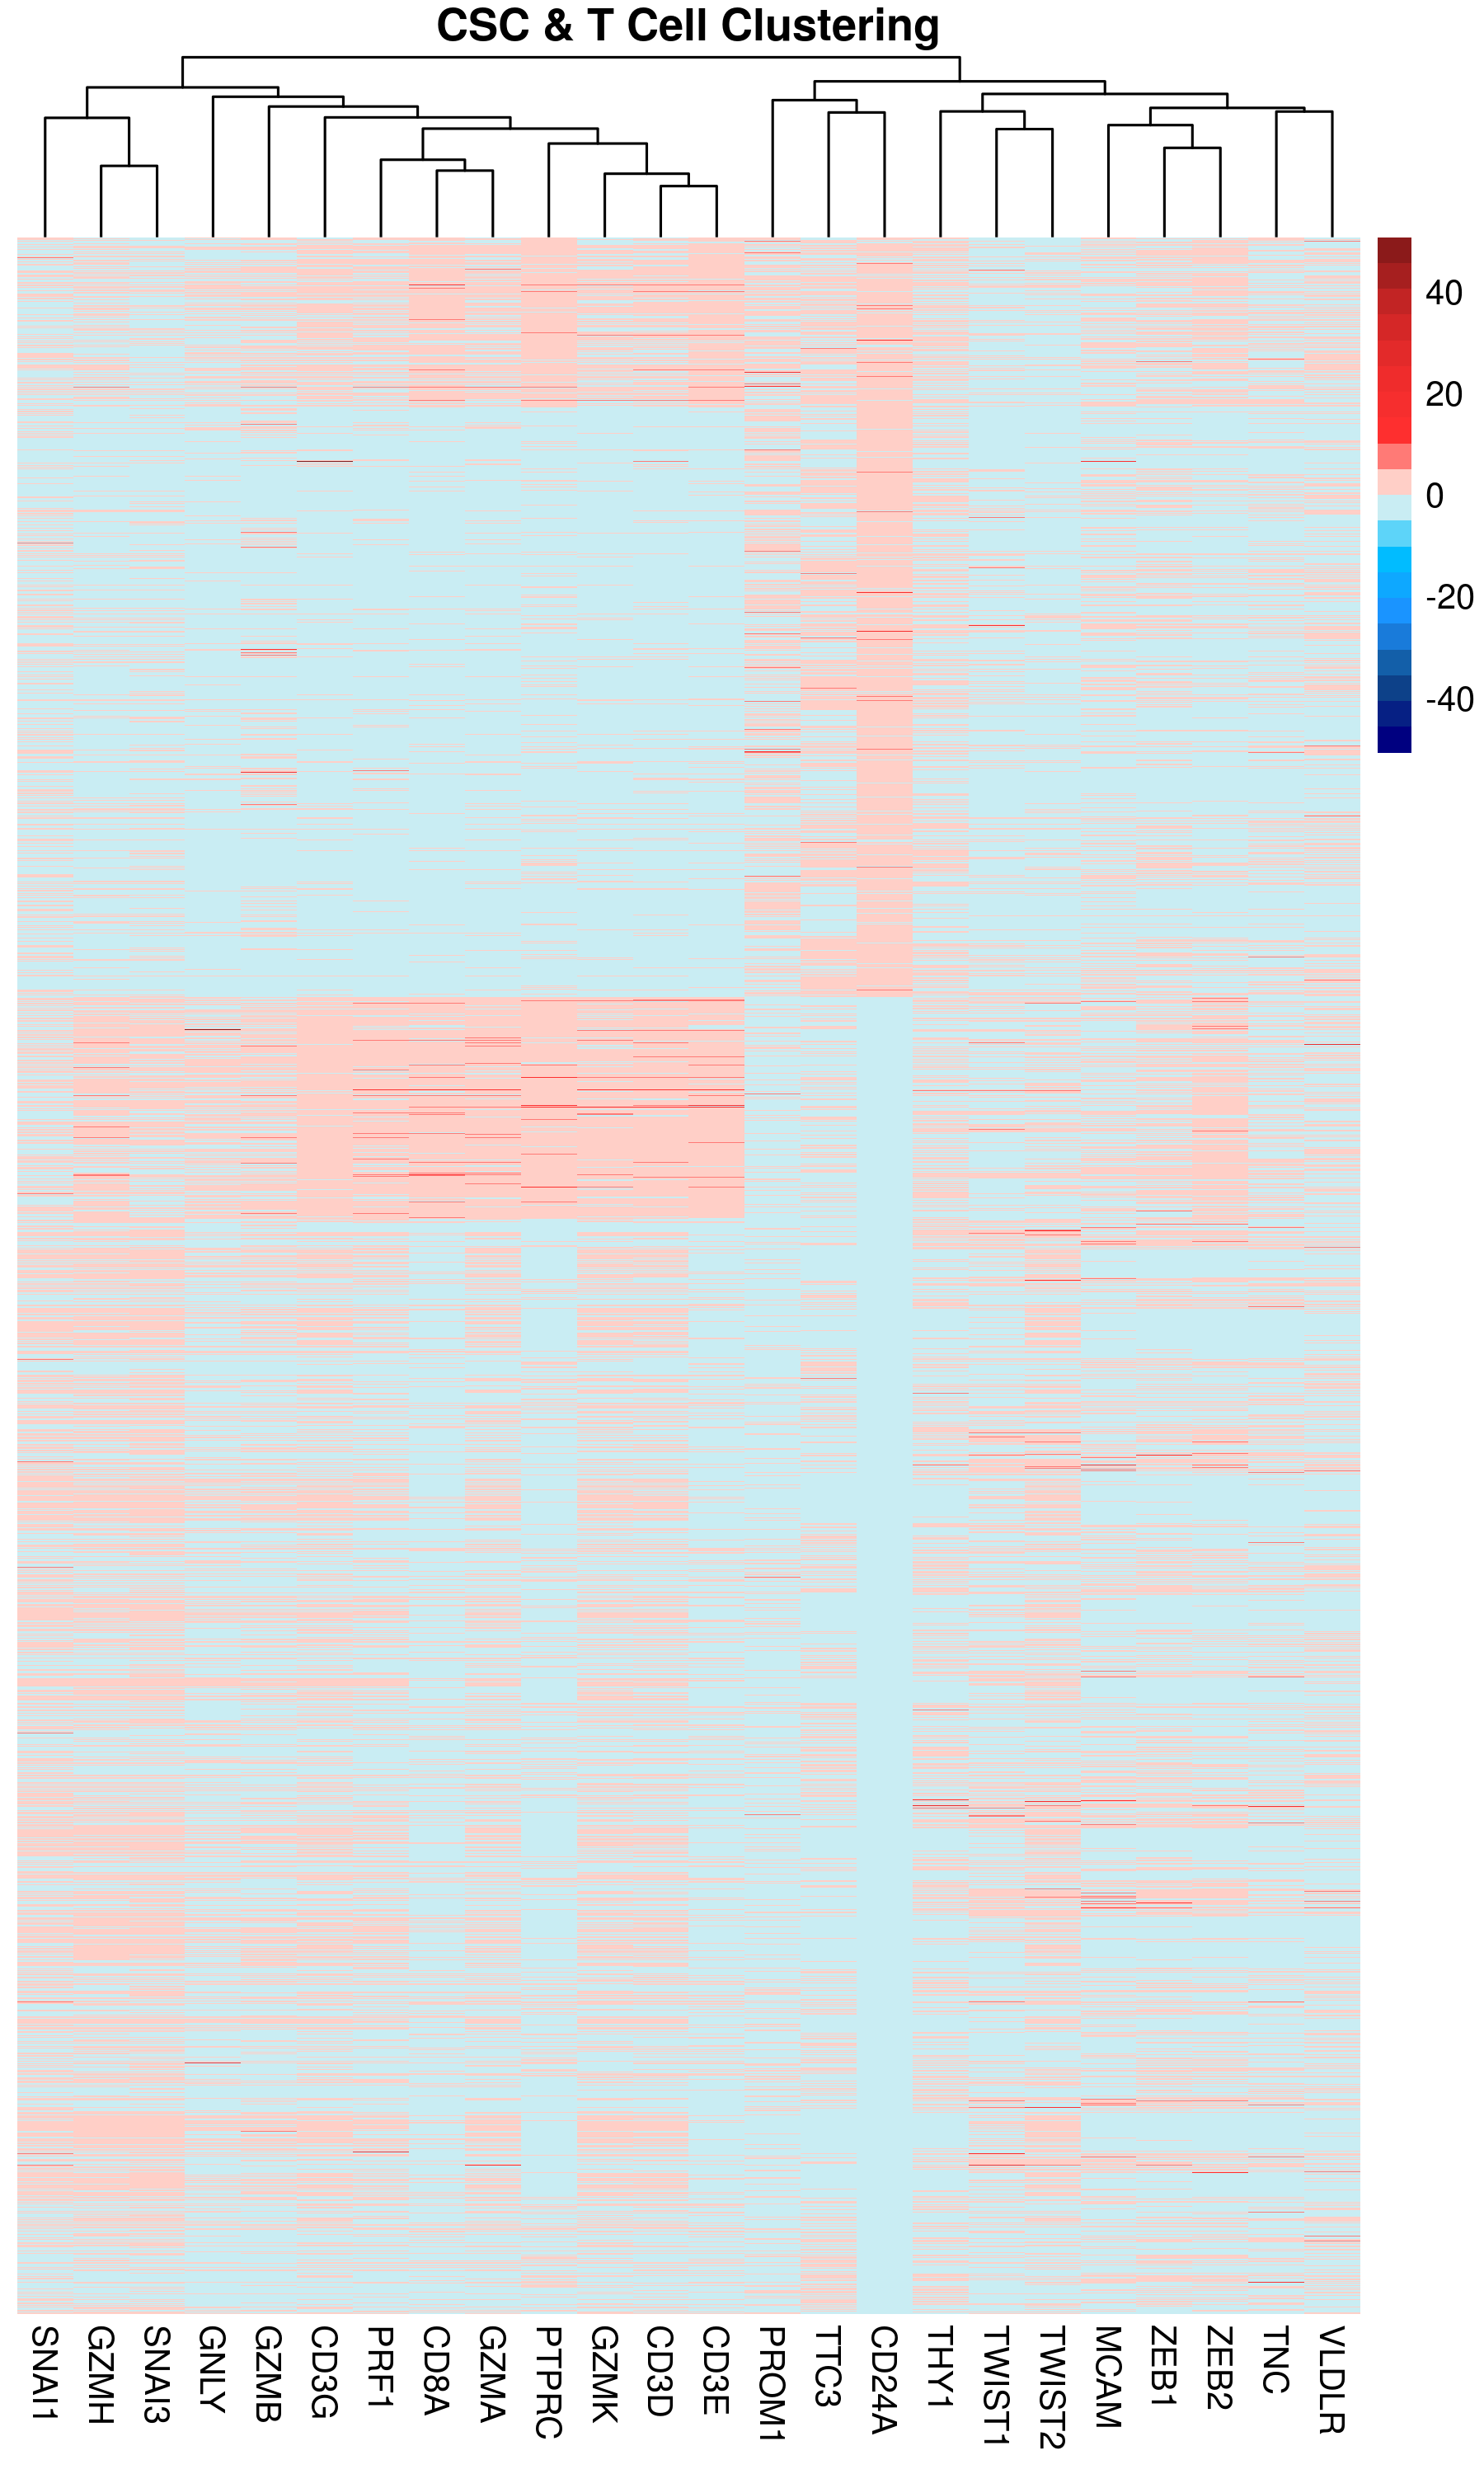 CSC & T Cell Clustering
40
20
0
-20
-40
SNAI1
GZMH
SNAI3
GNLY
GZMB
CD3G
PRF1
CD8A
GZMA
PTPRC
GZMK
CD3D
CD3E
PROM1
TTC3
CD24A
THY1
TWIST1
TWIST2
MCAM
ZEB1
ZEB2
TNC
VLDLR